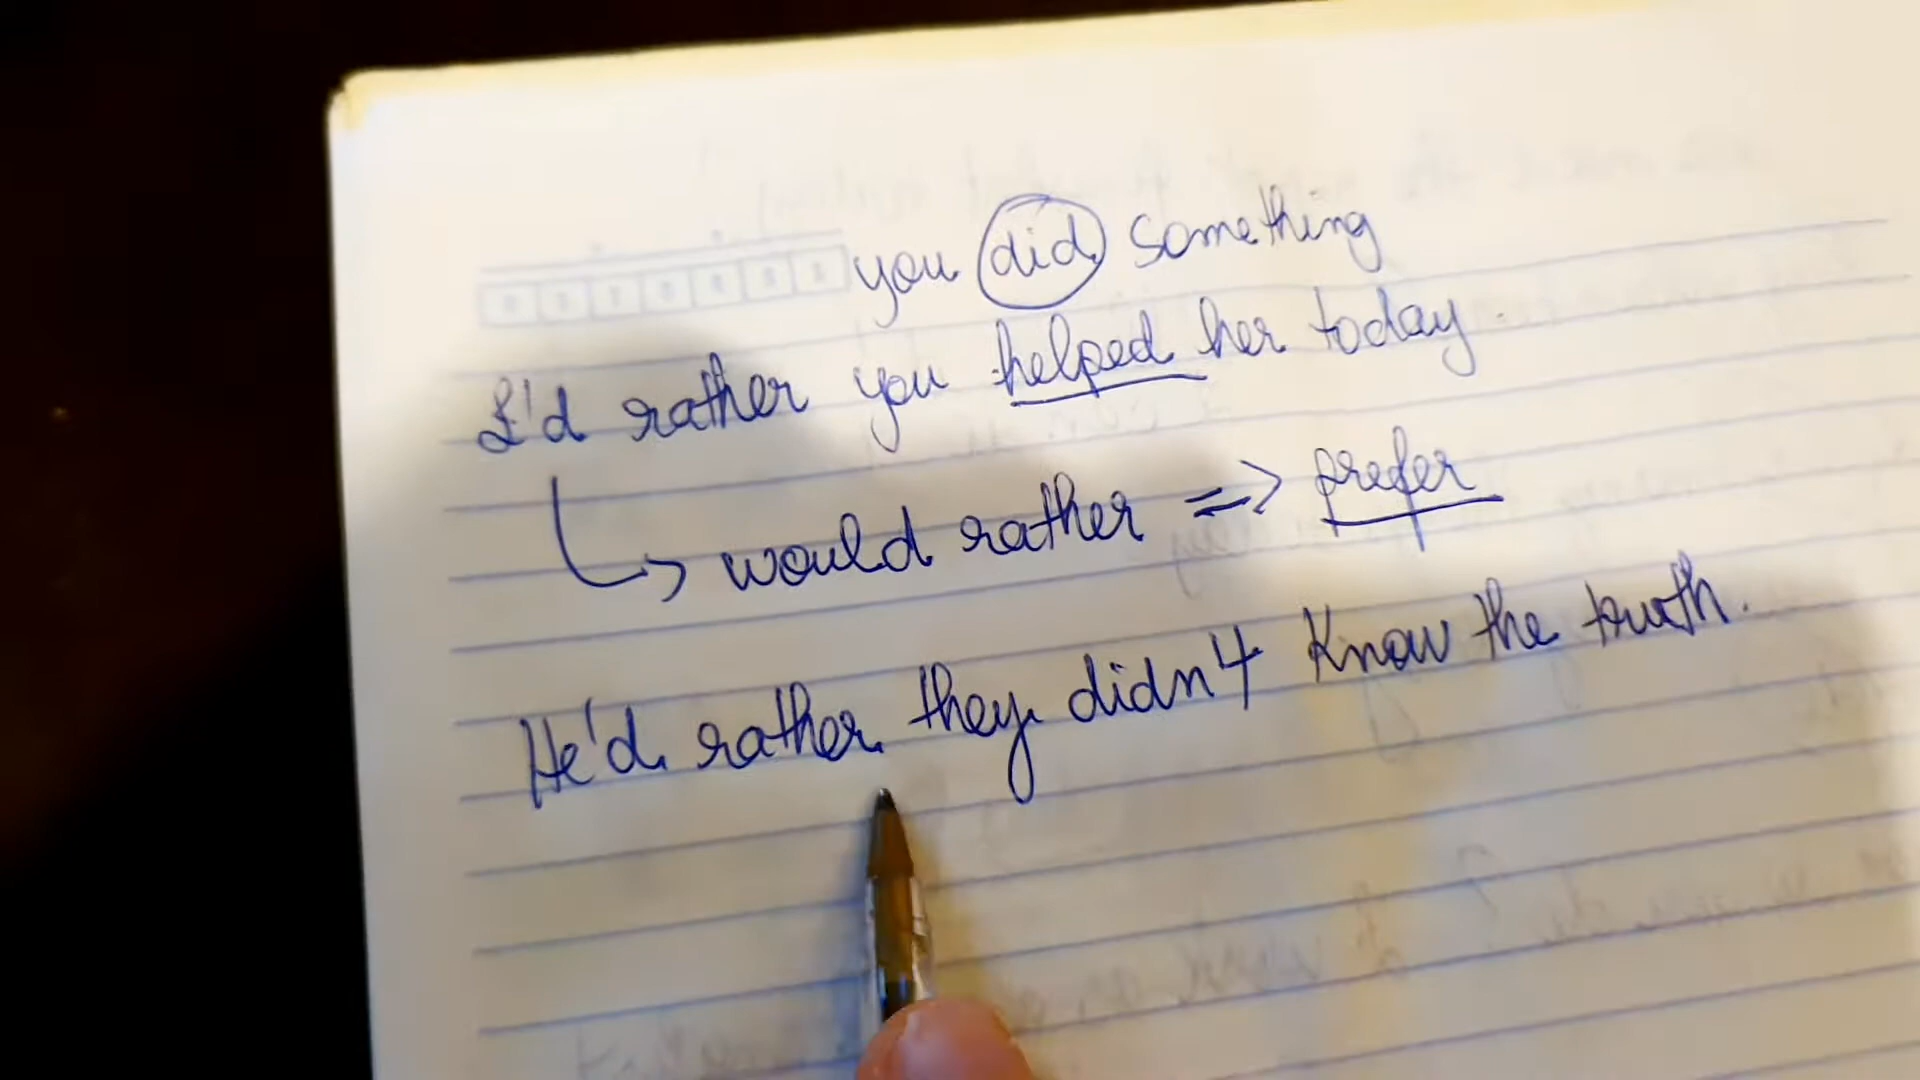 you did something
I'd rather you helped her today.
↳ would rather => prefer
He'd rather they didn't know the truth.